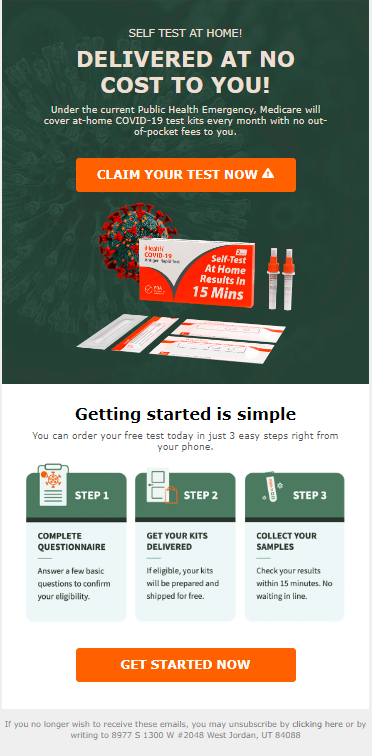 SELF TEST AT HOME!
DELIVERED AT NO
COST TO YOU!
Under the current Public Health Emergency, Medicare will
cover at-home COVID-19 test kits every month with no out-
of-pocket fees to you.
CLAIM YOUR TEST NOW
iHealth
COVID-19
Antigen Rapid Test
Self-Test
At Home
Results In
15 Mins
Getting started is simple
You can order your free test today in just 3 easy steps right from
your phone.
STEP 1
COMPLETE
QUESTIONNAIRE
Answer a few basic
questions to confirm
your eligibility.
STEP 2
GET YOUR KITS
DELIVERED
If eligible, your kits
will be prepared and
shipped for free.
STEP 3
COLLECT YOUR
SAMPLES
Check your results
within 15 minutes. No
waiting in line.
GET STARTED NOW
If you no longer wish to receive these emails, you may unsubscribe by clicking here or by
writing to 8977 S 1300 W #2048 West Jordan, UT 84088